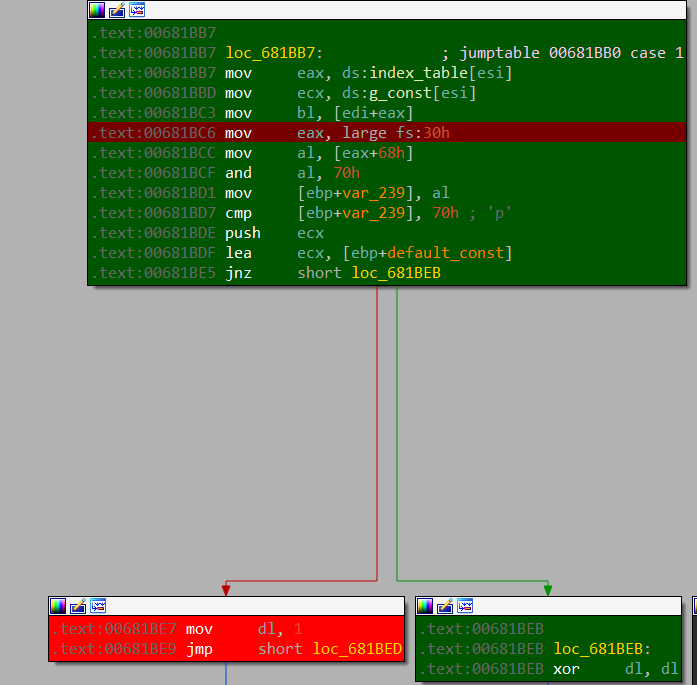 .text:00681BB7
.text:00681BB7 loc_681BB7: ; jumptable 00681BB0 case 1
.text:00681BB7 mov eax, ds:index_table[esi]
.text:00681BBD mov ecx, ds:g_const[esi]
.text:00681BC3 mov bl, [edi+eax]
.text:00681BC6 mov eax, large fs:30h
.text:00681BCC mov al, [eax+68h]
.text:00681BCF and al, 70h
.text:00681BD1 mov [ebp+var_239], al
.text:00681BD7 cmp [ebp+var_239], 70h ; 'p'
.text:00681BDE push ecx
.text:00681BDF lea ecx, [ebp+default_const]
.text:00681BE5 jnz short loc_681BEB
.text:00681BE7 mov dl, 1
.text:00681BE9 jmp short loc_681BED
.text:00681BEB
.text:00681BEB loc_681BEB:
.text:00681BEB xor dl, dl